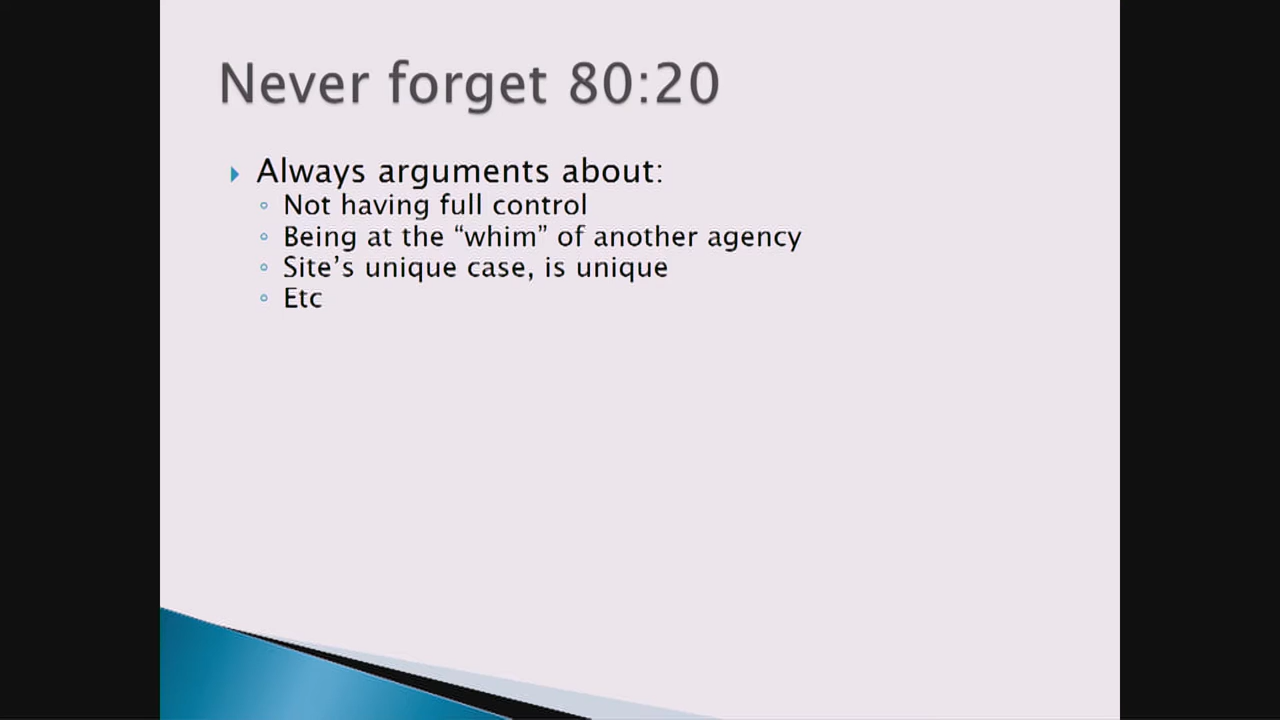 Never forget 80:20
Always arguments about:
Not having full control
Being at the “whim” of another agency
Site’s unique case, is unique
Etc